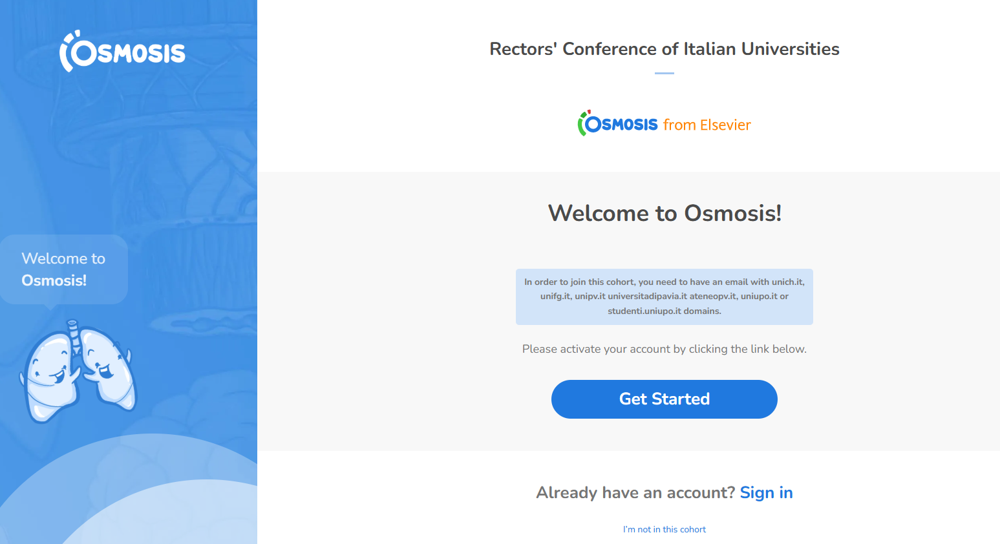 OSMOSIS
Welcome to
Osmosis!
Rectors' Conference of Italian Universities
OSMOSIS from Elsevier
Welcome to Osmosis!
In order to join this cohort, you need to have an email with unich.it,
unifg.it, unipv.it universitadipavia.it ateneopv.it, uniupo.it or
studenti.uniupo.it domains.
Please activate your account by clicking the link below.
Get Started
Already have an account? Sign in
I'm not in this cohort